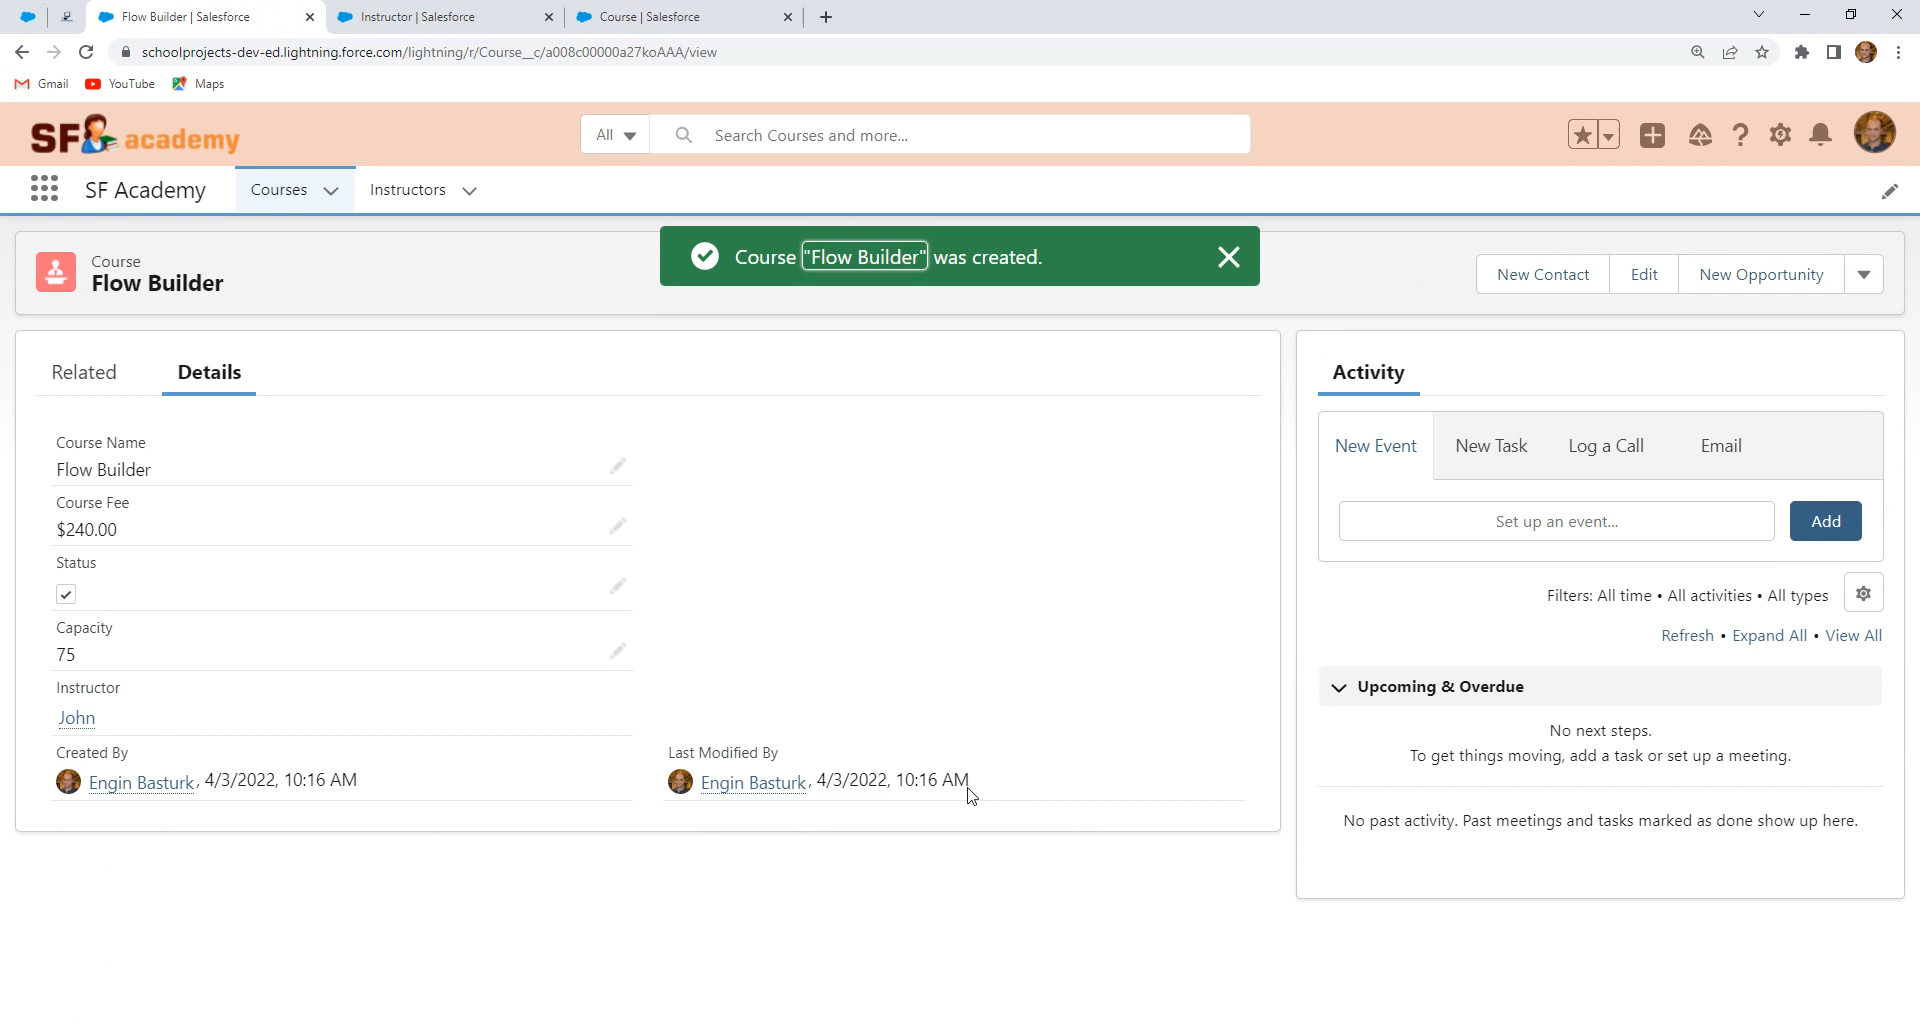 Flow Builder | Salesforce
Instructor | Salesforce
Course | Salesforce
schoolprojects-dev-ed.lightning.force.com/lightning/r/Course__c/a008c00000a27koAAA/view
Gmail
YouTube
Maps
SF academy
All
Search Courses and more...
SF Academy
Courses
Instructors
Course "Flow Builder" was created.
Course
Flow Builder
New Contact
Edit
New Opportunity
Related
Details
Course Name
Flow Builder
Course Fee
$240.00
Status
Capacity
75
Instructor
John
Created By
Engin Basturk, 4/3/2022, 10:16 AM
Last Modified By
Engin Basturk, 4/3/2022, 10:16 AM
Activity
New Event
New Task
Log a Call
Email
Set up an event...
Add
Filters: All time • All activities • All types
Refresh • Expand All • View All
Upcoming & Overdue
No next steps.
To get things moving, add a task or set up a meeting.
No past activity. Past meetings and tasks marked as done show up here.